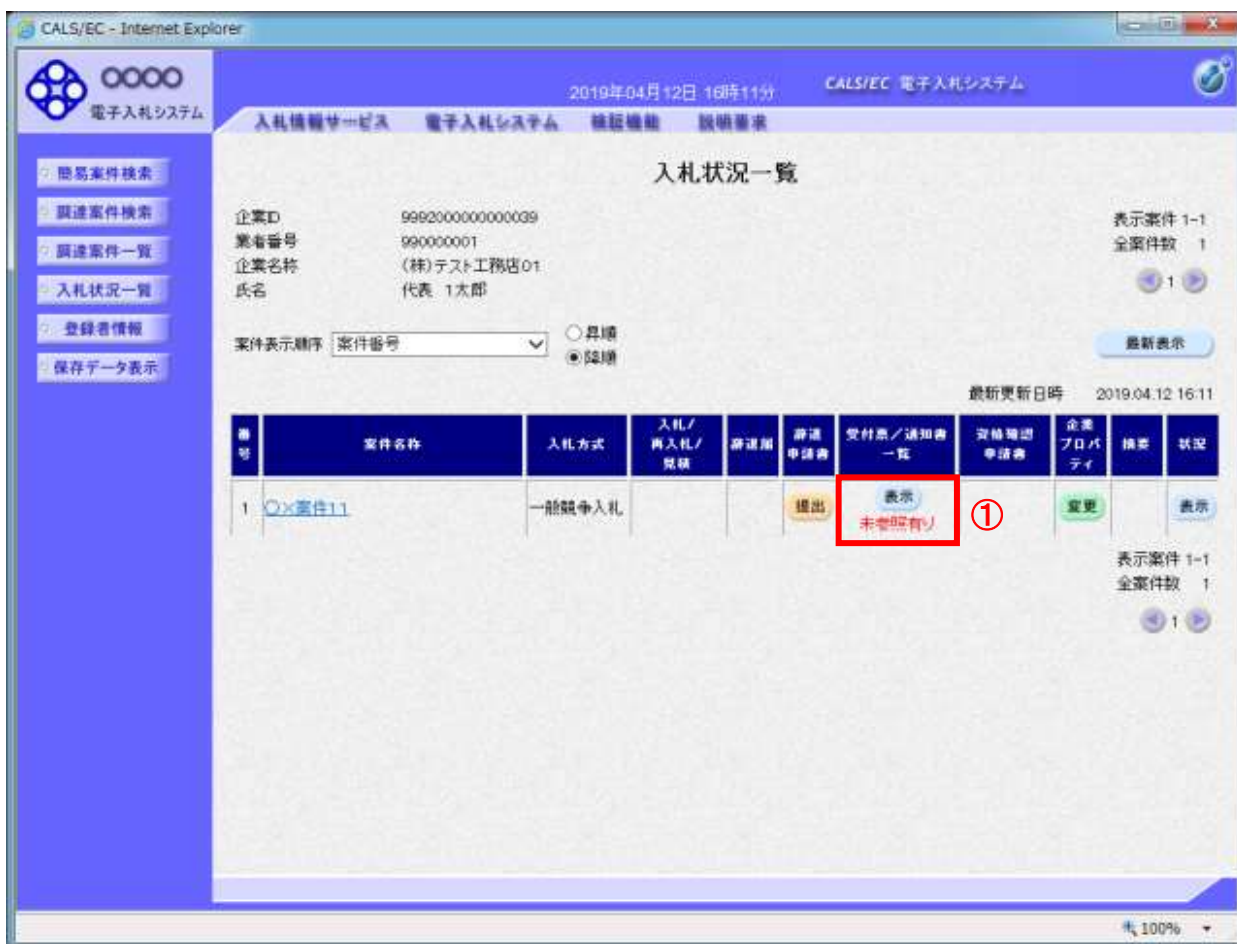 CALS/EC - Internet Explorer
〇〇〇〇
電子入札システム
2019年04月12日 16時11分
CALS/EC 電子入札システム
入札情報サービス 電子入札システム 検証機能 説明要求
簡易案件検索
調達案件検索
調達案件一覧
入札状況一覧
登録者情報
保存データ表示
入札状況一覧
企業ID 9992000000000039
業者番号 990000001
企業名称 (株)テスト工務店01
氏名 代表 1太郎
表示案件 1-1
全案件数 1
1
案件表示順序 案件番号
昇順
降順
最新表示
最新更新日時 2019.04.12 16:11
番号 案件名称 入札方式 入札/再入札/見積 辞退届 辞退申請書 受付票/通知書一覧 資格確認申請書 企業プロパティ 摘要 状況
1 〇×案件11 一般競争入札 提出 表示 未参照有り 変更 表示
①
表示案件 1-1
全案件数 1
1
100%